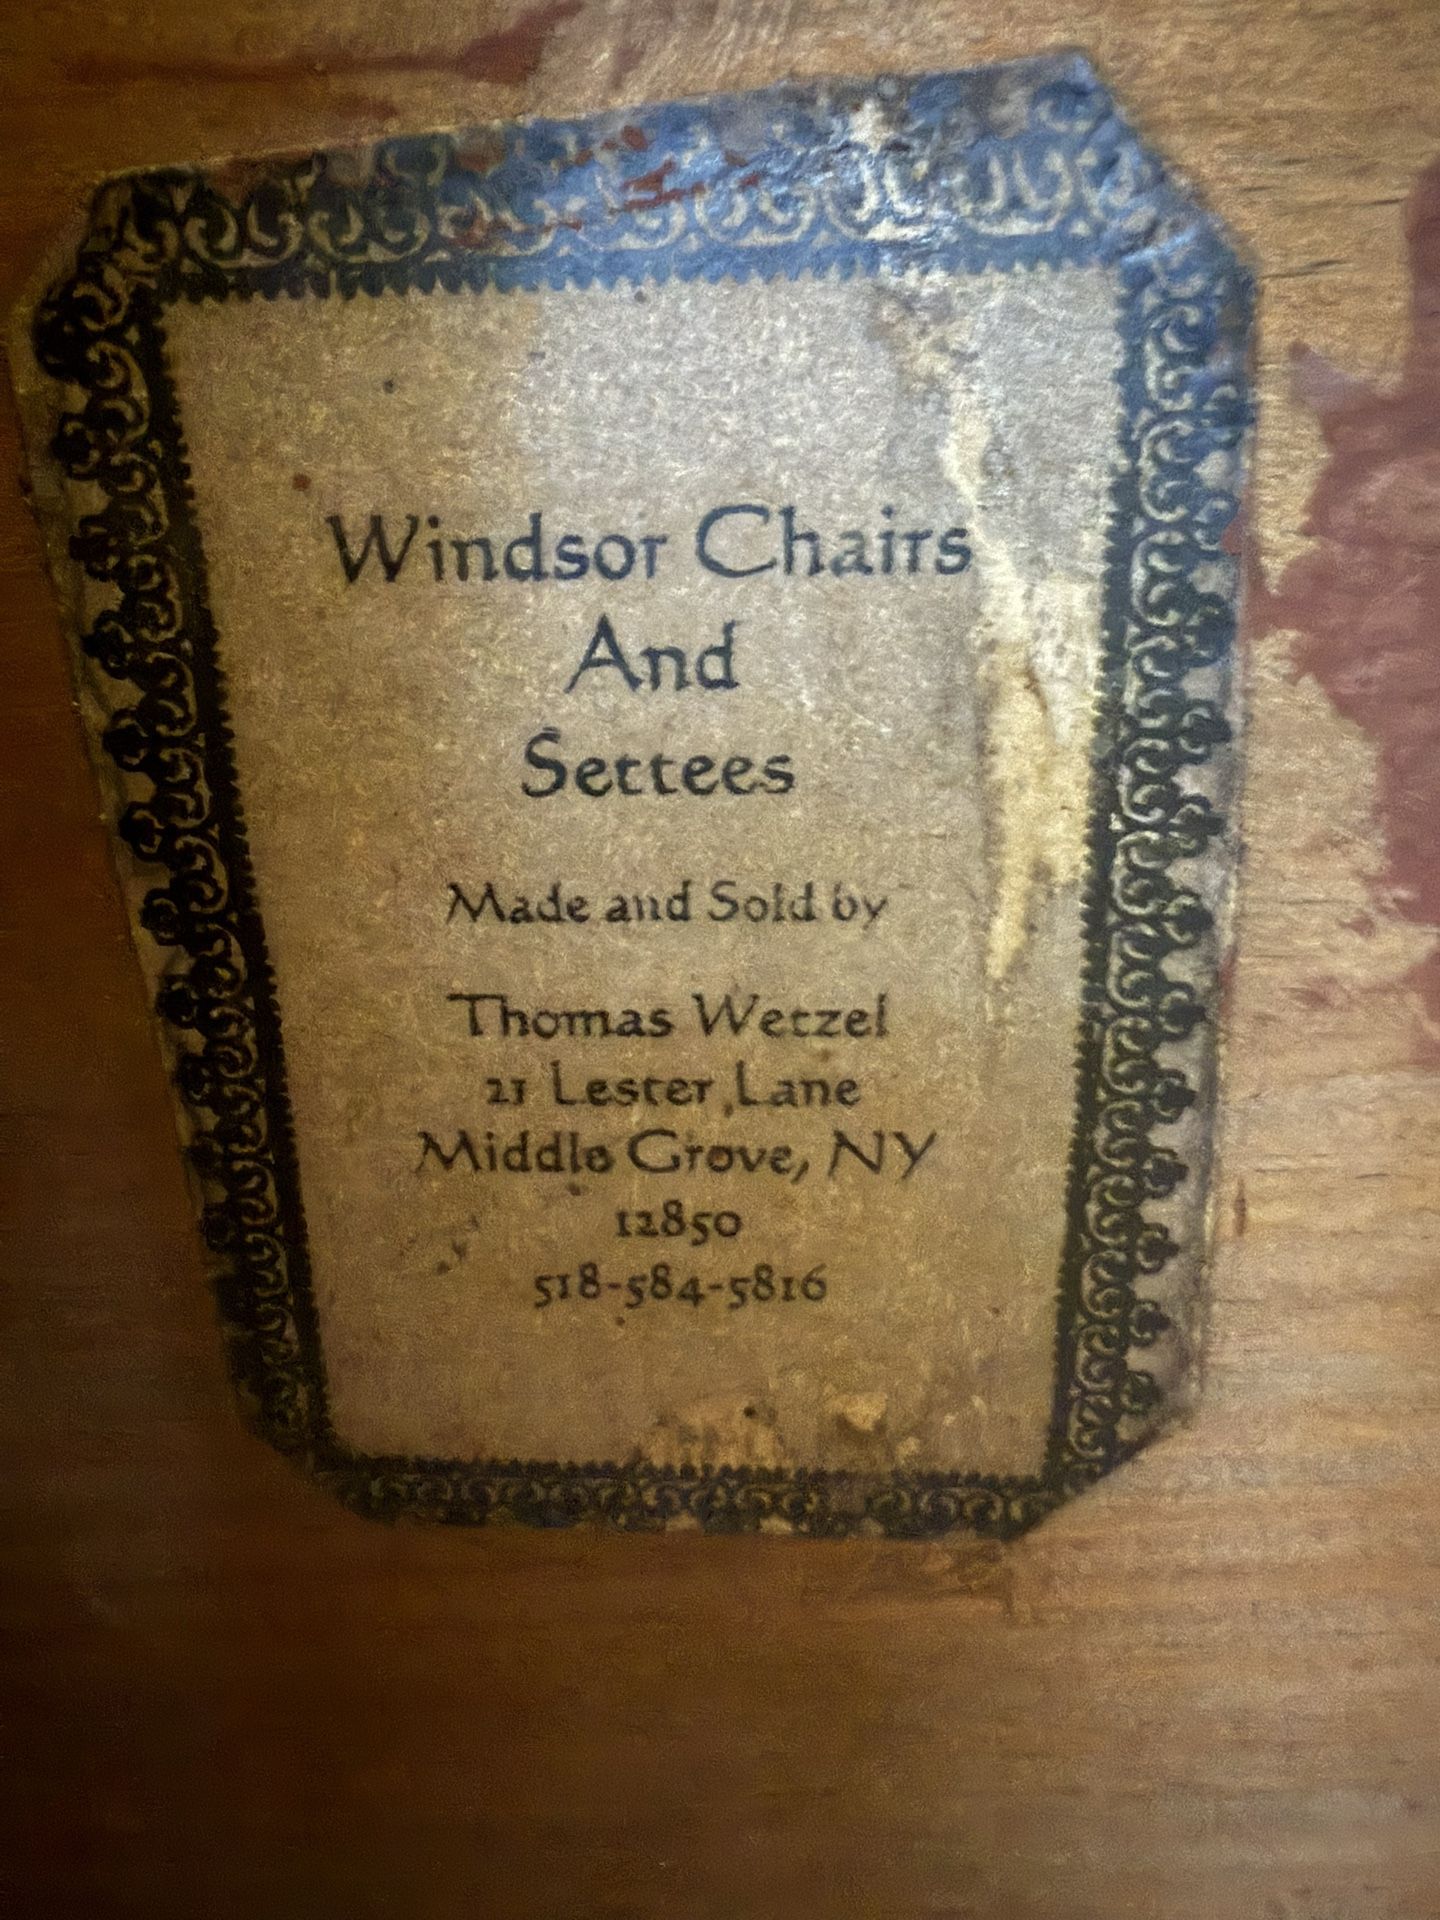 Windsor Chairs
And
Settees
Made and Sold by
Thomas Wetzel
21 Lester Lane
Middle Grove, NY
12850
518-584-5816